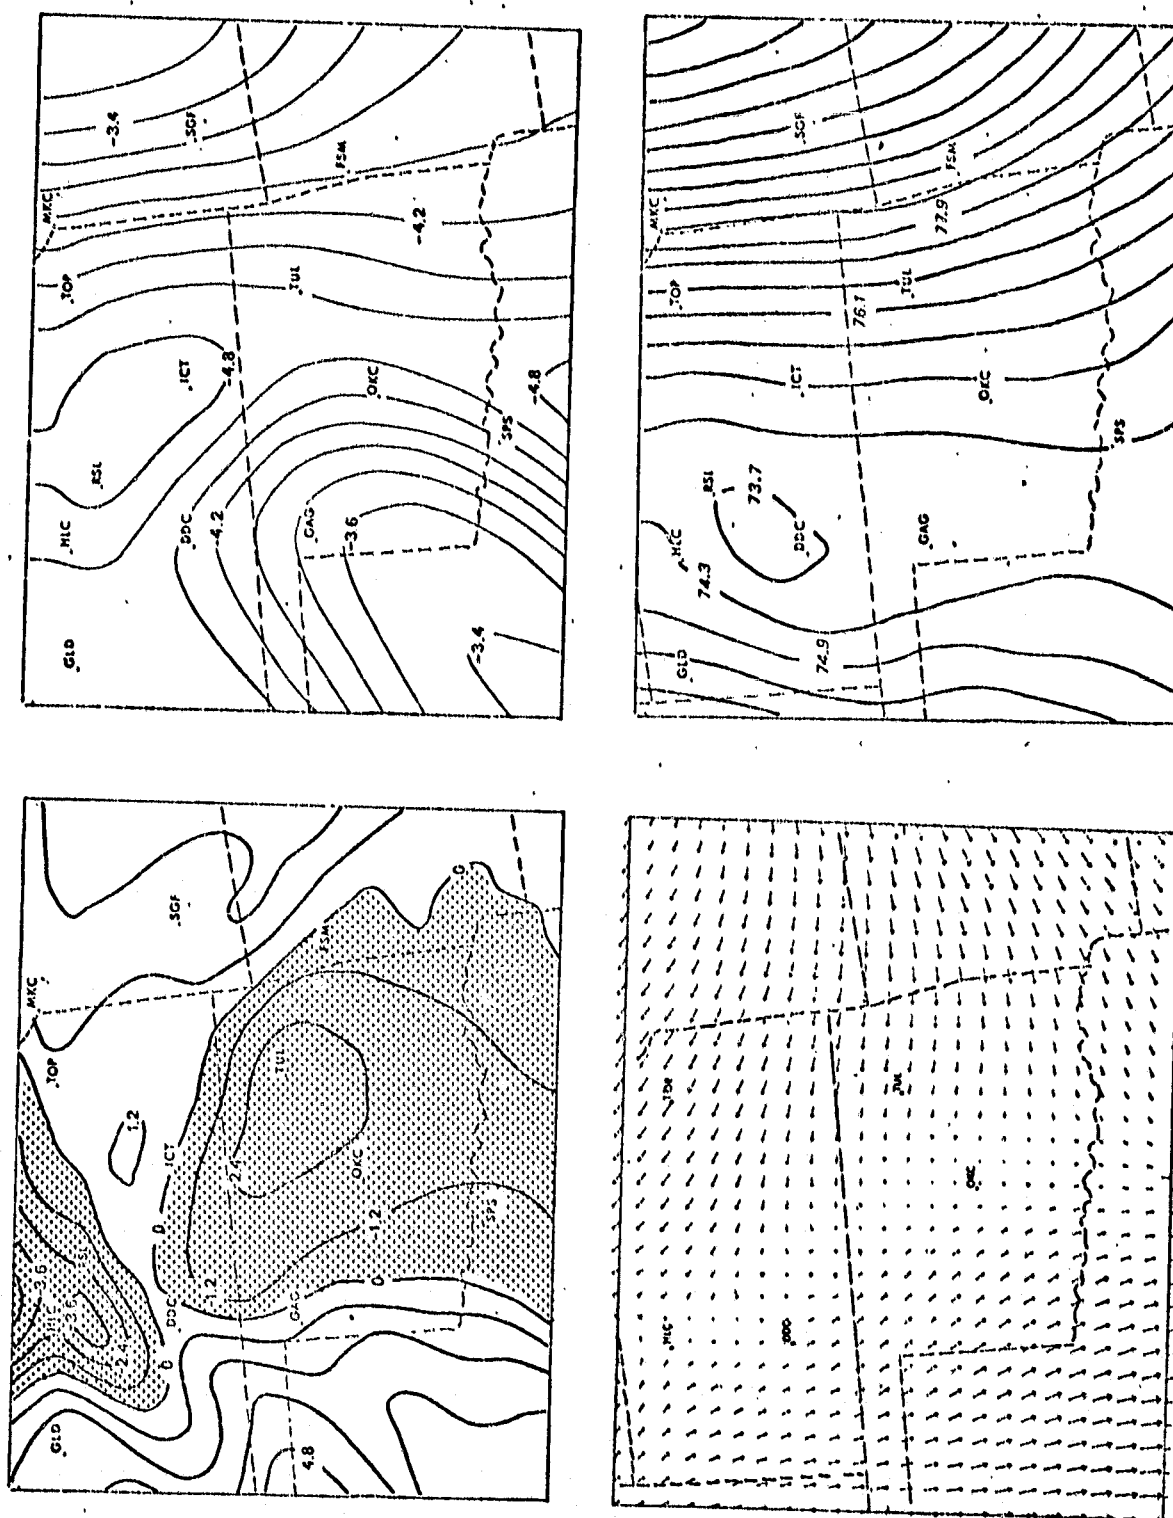 MKC
-3.4
SGF
FSM
-4.2
TOP
TUL
ICT
-4.8
OKC
-4.8
RSL
HLC
DDC
-4.2
GAG
SPS
-3.6
GLD
-3.4
MKC
SGF
FSM
77.9
TOP
TUL
76.1
ICT
OKC
RSL
73.7
HLC
DDC
GAG
SPS
74.3
GLD
74.9
MKC
SGF
0
FSM
TOP
TUL
1.2
ICT
2.4
OKC
0
-3.6
DDC
1.2
-1.2
SPS
2.4
0
GAG
0
GLD
4.8
TOP
TUL
OKC
HLC
DDC